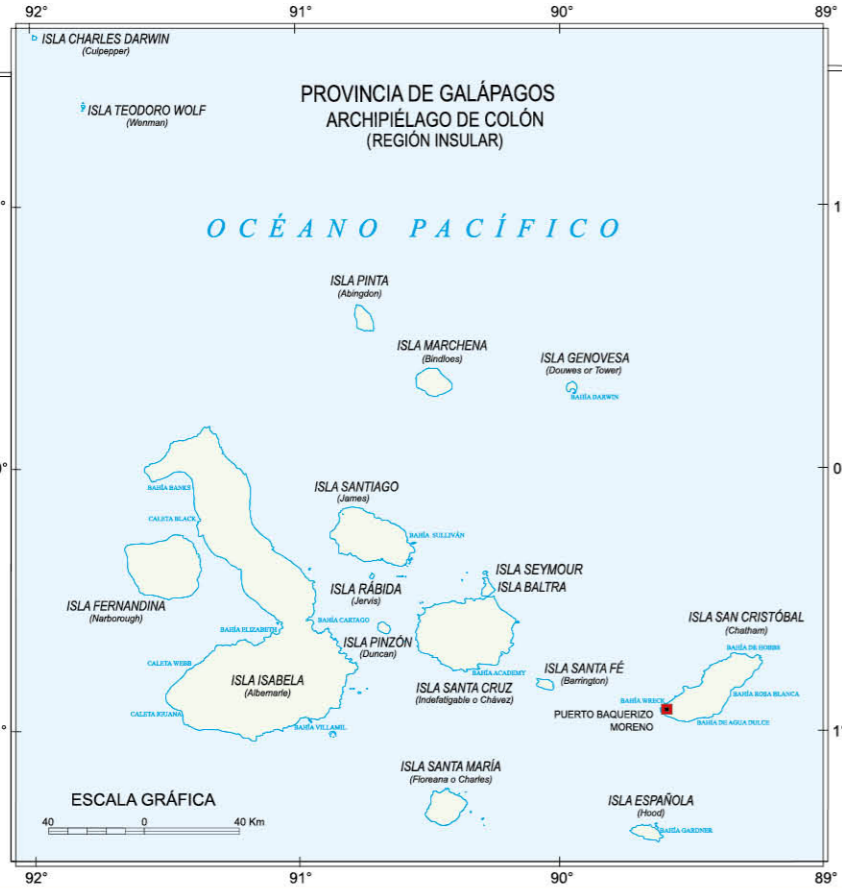 92°
91°
90°
89°
ISLA CHARLES DARWIN
(Culpepper)
ISLA TEODORO WOLF
(Wenman)
PROVINCIA DE GALÁPAGOS
ARCHIPIÉLAGO DE COLÓN
(REGIÓN INSULAR)
1
OCÉANO PACÍFICO
ISLA PINTA
(Abingdon)
ISLA MARCHENA
(Bindloes)
ISLA GENOVESA
(Douwes or Tower)
BAHÍA DARWIN
0°
0
BAHÍA BANKS
ISLA SANTIAGO
(James)
CALETA BLACK
BAHÍA SULLIVÁN
ISLA SEYMOUR
ISLA BALTRA
ISLA RÁBIDA
(Jervis)
ISLA FERNANDINA
(Narborough)
BAHÍA CARTAGO
BAHÍA ELIZABETH
ISLA PINZÓN
(Duncan)
ISLA SAN CRISTÓBAL
(Chatham)
BAHÍA DE HOBBS
CALETA WEBB
ISLA ISABELA
(Albemarle)
BAHÍA ACADEMY
ISLA SANTA CRUZ
(Indefatigable o Chávez)
ISLA SANTA FÉ
(Barrington)
BAHÍA ROSA BLANCA
BAHÍA WRECK
CALETA IGUANA
PUERTO BAQUERIZO
MORENO
BAHÍA DE AGUA DULCE
BAHÍA VILLAMIL
°
1°
ISLA SANTA MARÍA
(Floreana o Charles)
ESCALA GRÁFICA
40 0 40 Km
ISLA ESPAÑOLA
(Hood)
BAHÍA GARDNER
92°
91°
90°
89°